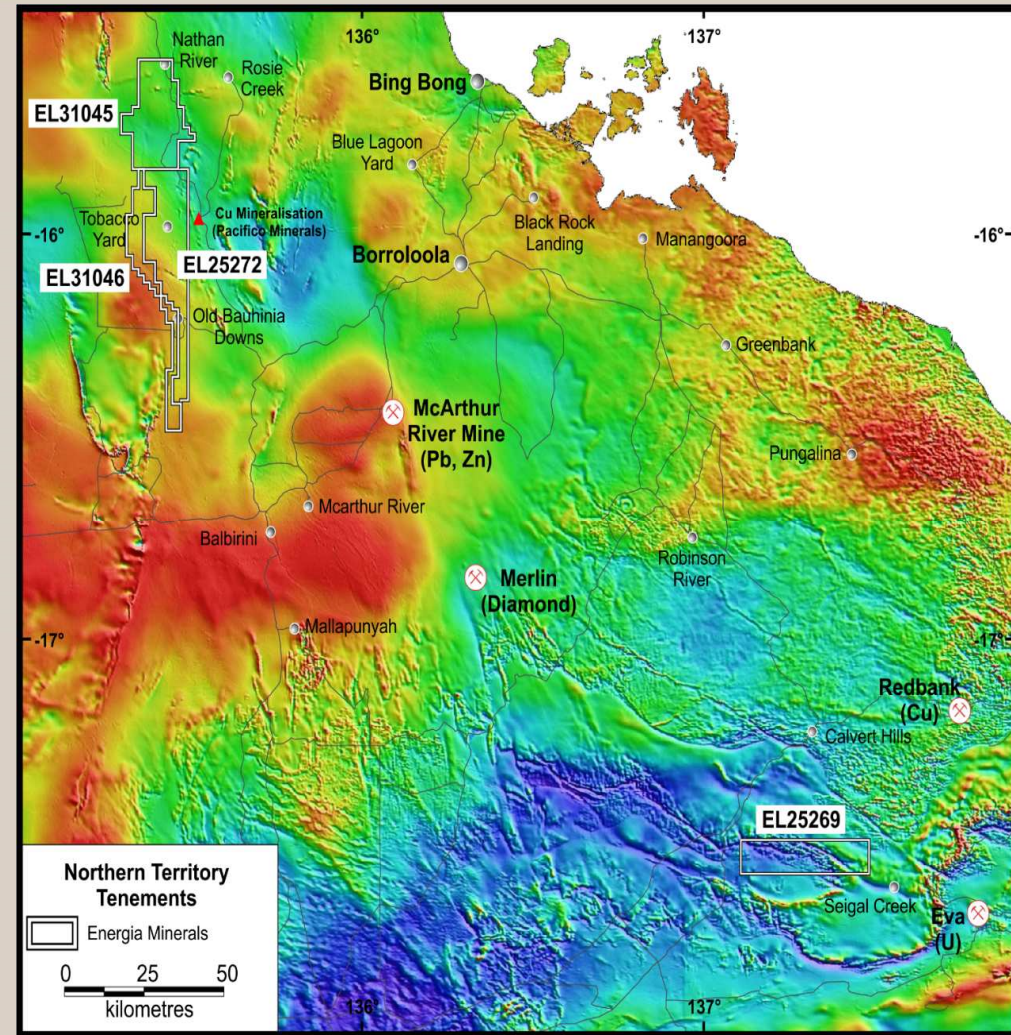 136°
137°
Nathan
River
Rosie
Creek
Bing Bong
EL31045
Blue Lagoon
Yard
Black Rock
Landing
Tobacco
Yard
Cu Mineralisation
(Pacifico Minerals)
-16°
-16°
Manangoora
Borroloola
EL25272
EL31046
Old Bauhinia
Downs
Greenbank
McArthur
River Mine
(Pb, Zn)
Pungalina
Mcarthur River
Balbirini
Robinson
River
Merlin
(Diamond)
Mallapunyah
-17°
-17°
Redbank
(Cu)
Calvert Hills
EL25269
Seigal Creek
Eva
(U)
Northern Territory
Tenements
Energia Minerals
0 25 50
kilometres
136°
137°